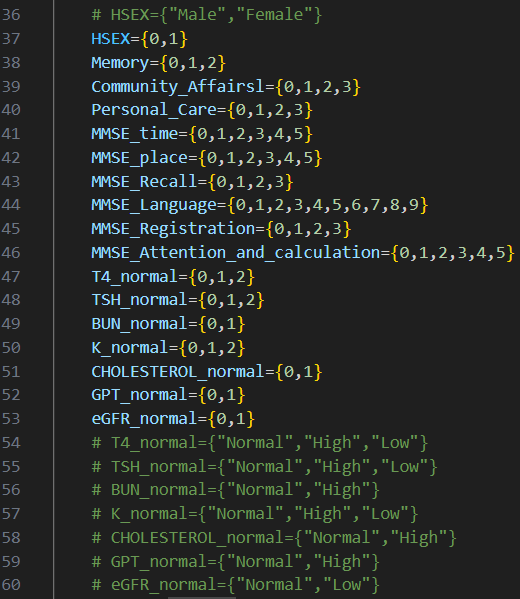 36 # HSEX={"Male","Female"}
37 HSEX={0,1}
38 Memory={0,1,2}
39 Community_Affairsl={0,1,2,3}
40 Personal_Care={0,1,2,3}
41 MMSE_time={0,1,2,3,4,5}
42 MMSE_place={0,1,2,3,4,5}
43 MMSE_Recall={0,1,2,3}
44 MMSE_Language={0,1,2,3,4,5,6,7,8,9}
45 MMSE_Registration={0,1,2,3}
46 MMSE_Attention_and_calculation={0,1,2,3,4,5}
47 T4_normal={0,1,2}
48 TSH_normal={0,1,2}
49 BUN_normal={0,1}
50 K_normal={0,1,2}
51 CHOLESTEROL_normal={0,1}
52 GPT_normal={0,1}
53 eGFR_normal={0,1}
54 # T4_normal={"Normal","High","Low"}
55 # TSH_normal={"Normal","High","Low"}
56 # BUN_normal={"Normal","High"}
57 # K_normal={"Normal","High","Low"}
58 # CHOLESTEROL_normal={"Normal","High"}
59 # GPT_normal={"Normal","High"}
60 # eGFR_normal={"Normal","Low"}